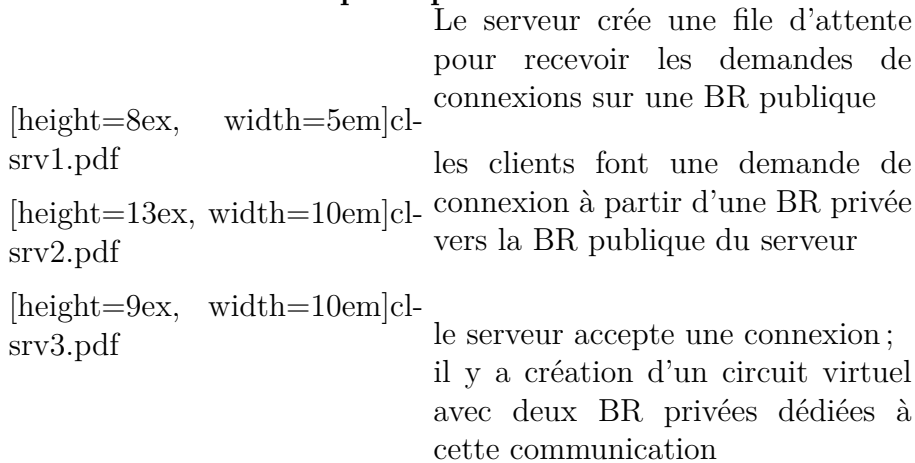 [height=8ex, width=5em]cl-
srv1.pdf
[height=13ex, width=10em]cl-
srv2.pdf
[height=9ex, width=10em]cl-
srv3.pdf
Le serveur crée une file d'attente
pour recevoir les demandes de
connexions sur une BR publique
les clients font une demande de
connexion à partir d'une BR privée
vers la BR publique du serveur
le serveur accepte une connexion ;
il y a création d'un circuit virtuel
avec deux BR privées dédiées à
cette communication